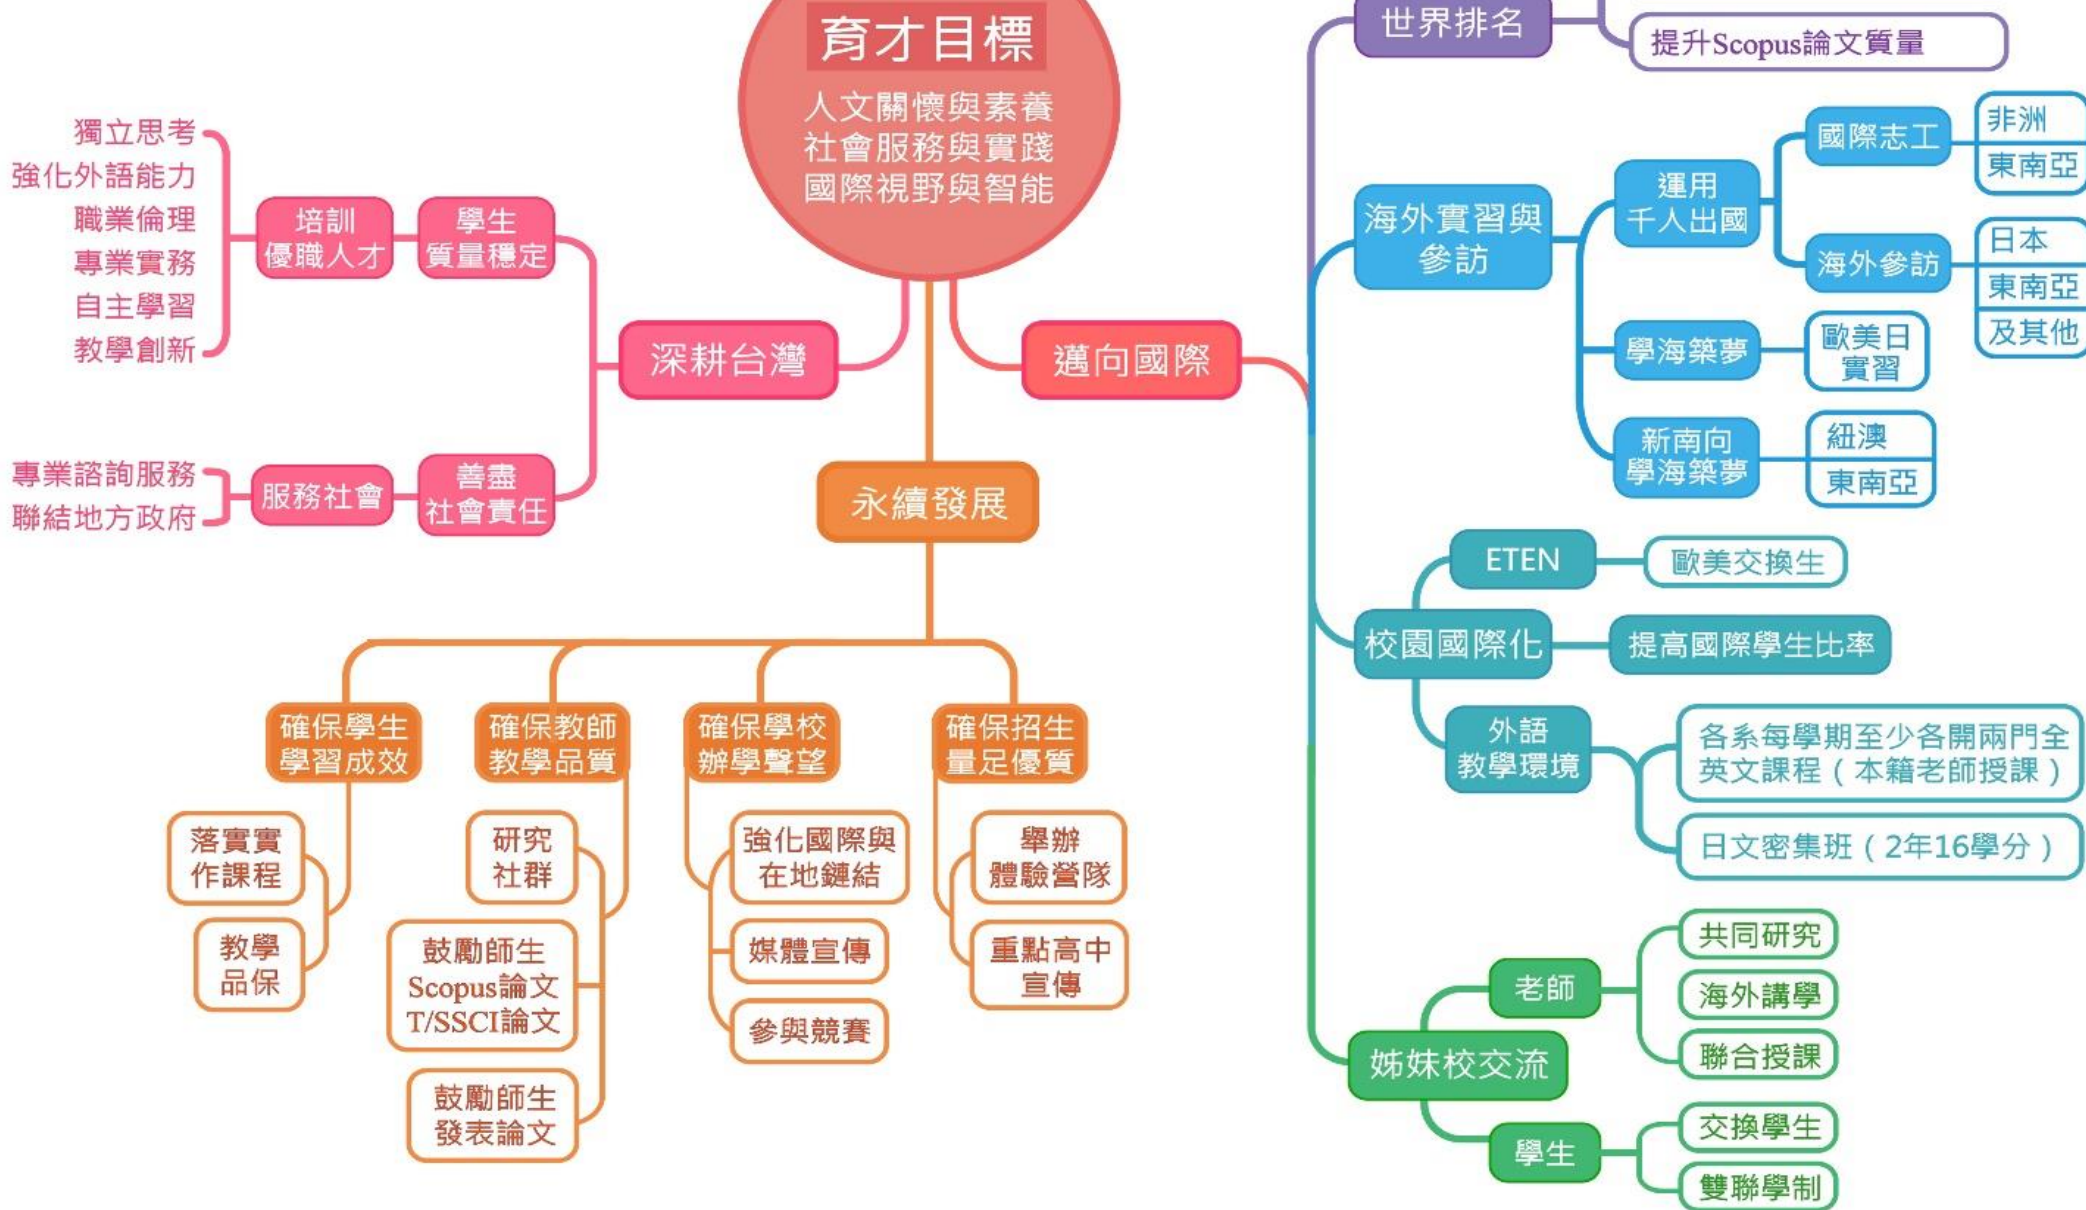 育才目標
人文關懷與素養
社會服務與實踐
國際視野與智能
深耕台灣
學生
質量穩定
培訓
優職人才
獨立思考
強化外語能力
職業倫理
專業實務
自主學習
教學創新
善盡
社會責任
服務社會
專業諮詢服務
聯結地方政府
永續發展
確保學生
學習成效
落實實
作課程
教學
品保
確保教師
教學品質
研究
社群
鼓勵師生
Scopus論文
T/SSCI論文
鼓勵師生
發表論文
確保學校
辦學聲望
強化國際與
在地鏈結
媒體宣傳
參與競賽
確保招生
量足優質
舉辦
體驗營隊
重點高中
宣傳
邁向國際
世界排名
提升Scopus論文質量
海外實習與
參訪
運用
千人出國
國際志工
非洲
東南亞
海外參訪
日本
東南亞
及其他
學海築夢
歐美日
實習
新南向
學海築夢
紐澳
東南亞
校園國際化
ETEN
歐美交換生
提高國際學生比率
外語
教學環境
各系每學期至少各開兩門全
英文課程（本籍老師授課）
日文密集班（2年16學分）
姊妹校交流
老師
共同研究
海外講學
聯合授課
學生
交換學生
雙聯學制